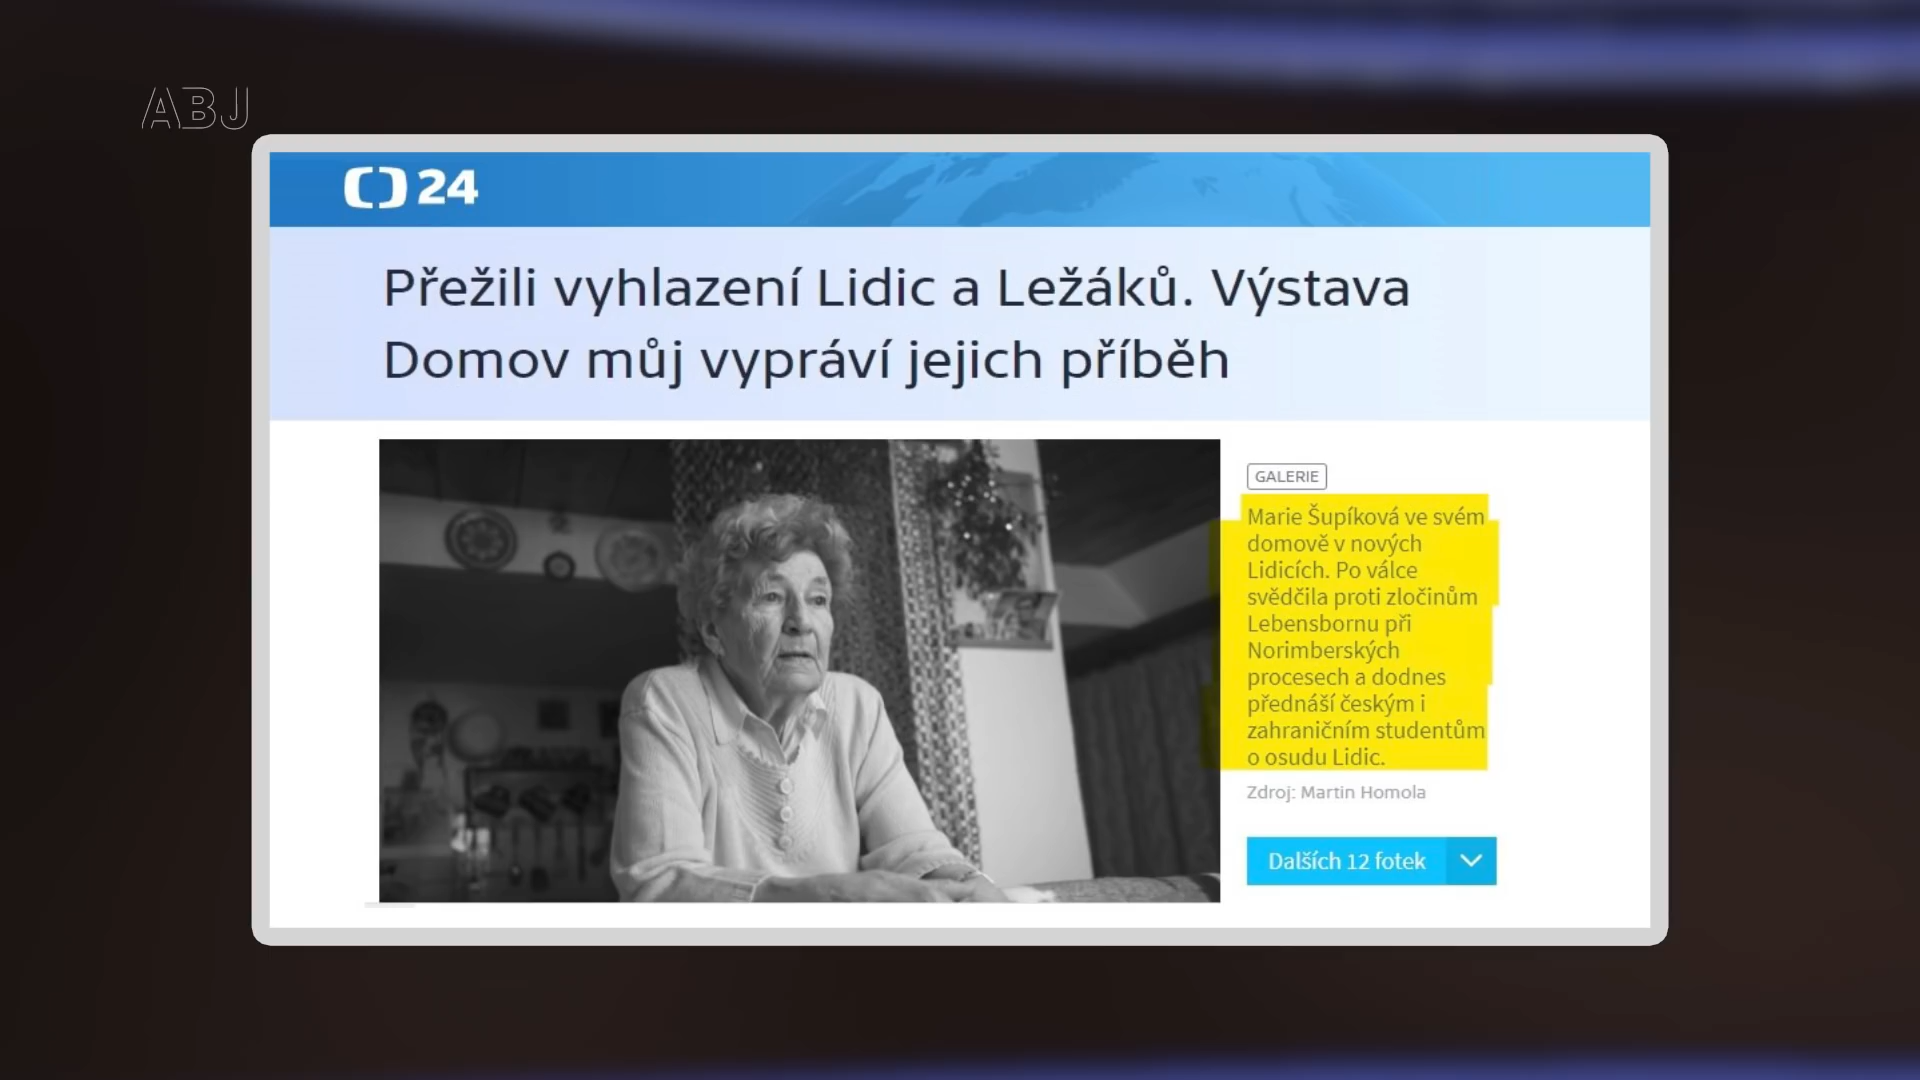 ABJ
24
Přežili vyhlazení Lidic a Ležáků. Výstava
Domov můj vypráví jejich příběh
GALERIE
Marie Šupíková ve svém
domově v nových
Lidicích. Po válce
svědčila proti zločinům
Lebensbornu při
Norimberských
procesech a dodnes
přednáší českým i
zahraničním studentům
o osudu Lidic.
Zdroj: Martin Homola
Dalších 12 fotek